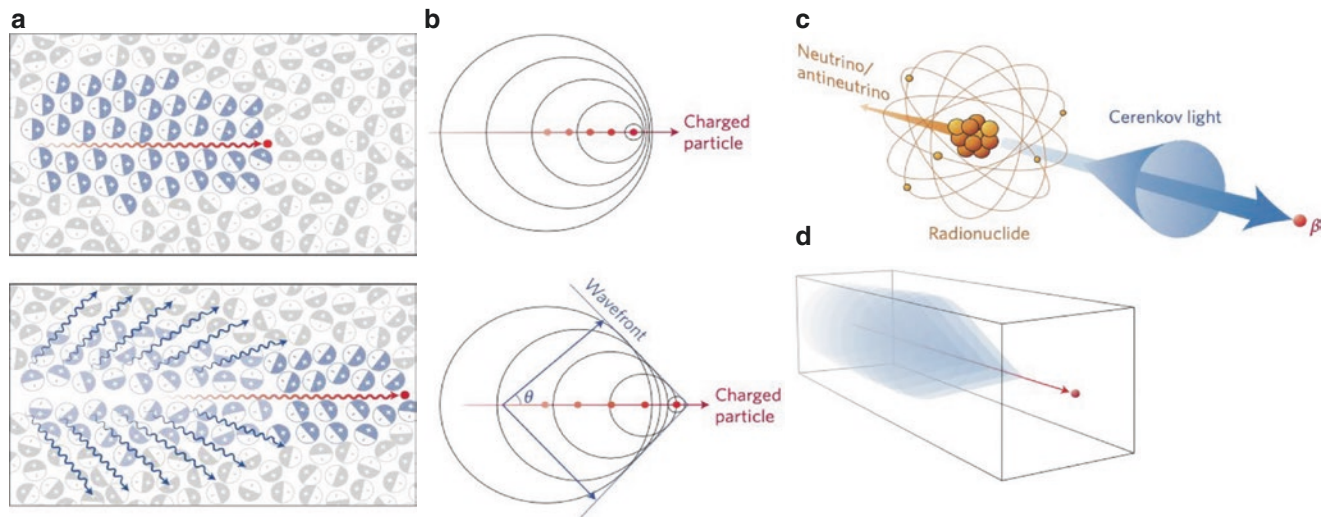 a
b
Charged
particle
Wavefront
θ
Charged
particle
c
Neutrino/
antineutrino
Cerenkov light
Radionuclide
β
d